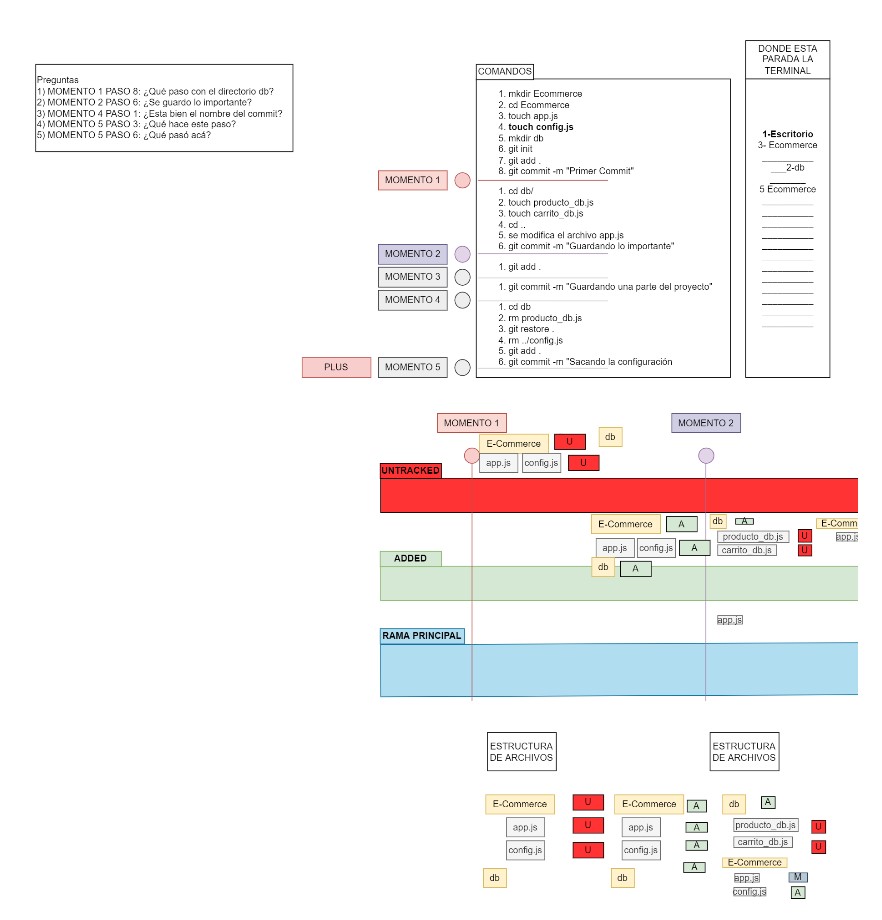 DONDE ESTA
PARADA LA
TERMINAL
COMANDOS
Preguntas
1) MOMENTO 1 PASO 8: ¿Qué paso con el directorio db?
2) MOMENTO 2 PASO 6: ¿Se guardo lo importante?
3) MOMENTO 4 PASO 1: ¿Esta bien el nombre del commit?
4) MOMENTO 5 PASO 3: ¿Qué hace este paso?
5) MOMENTO 5 PASO 6: ¿Qué pasó acá?
1. mkdir Ecommerce
2. cd Ecommerce
3. touch app.js
4. touch config.js
5. mkdir db
6. git init
7. git add .
8. git commit -m "Primer Commit"
MOMENTO 1
1. cd db/
2. touch producto_db.js
3. touch carrito_db.js
4. cd ..
5. se modifica el archivo app.js
6. git commit -m "Guardando lo importante"
MOMENTO 2
1. git add .
MOMENTO 3
1. git commit -m "Guardando una parte del proyecto"
MOMENTO 4
1. cd db
2. rm producto_db.js
3. git restore .
4. rm ../config.js
5. git add .
6. git commit -m "Sacando la configuración
PLUS
MOMENTO 5
1-Escritorio
3- Ecommerce
___2-db
5 Ecommerce
MOMENTO 1
MOMENTO 2
E-Commerce U db
app.js config.js U
UNTRACKED
E-Commerce A db A E-Comm
producto_db.js U app.js
app.js config.js A carrito_db.js U
ADDED
db A
app.js
RAMA PRINCIPAL
ESTRUCTURA
DE ARCHIVOS
ESTRUCTURA
DE ARCHIVOS
E-Commerce U E-Commerce A db A
app.js U app.js A producto_db.js U
config.js U config.js A carrito_db.js U
A E-Commerce
db db app.js M
config.js A